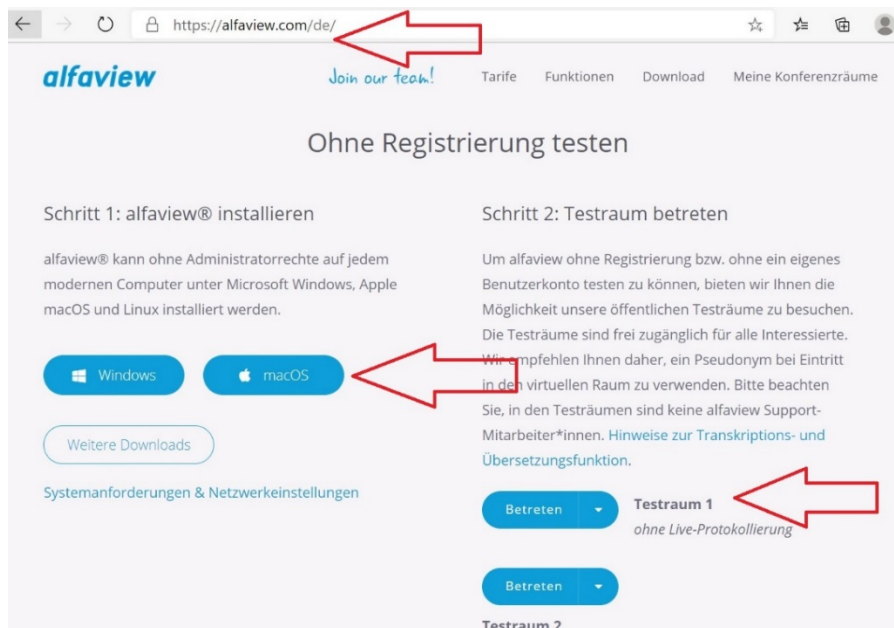 https://alfaview.com/de/
alfaview
Join our team!
Tarife
Funktionen
Download
Meine Konferenzräume
Ohne Registrierung testen
Schritt 1: alfaview® installieren
alfaview® kann ohne Administratorrechte auf jedem
modernen Computer unter Microsoft Windows, Apple
macOS und Linux installiert werden.
Windows
macOS
Weitere Downloads
Systemanforderungen & Netzwerkeinstellungen
Schritt 2: Testraum betreten
Um alfaview ohne Registrierung bzw. ohne ein eigenes
Benutzerkonto testen zu können, bieten wir Ihnen die
Möglichkeit unsere öffentlichen Testräume zu besuchen.
Die Testräume sind frei zugänglich für alle Interessierte.
Wir empfehlen Ihnen daher, ein Pseudonym bei Eintritt
in den virtuellen Raum zu verwenden. Bitte beachten
Sie, in den Testräumen sind keine alfaview Support-
Mitarbeiter*innen. Hinweise zur Transkriptions- und
Übersetzungsfunktion.
Betreten
Testraum 1
ohne Live-Protokollierung
Betreten
Testraum 2